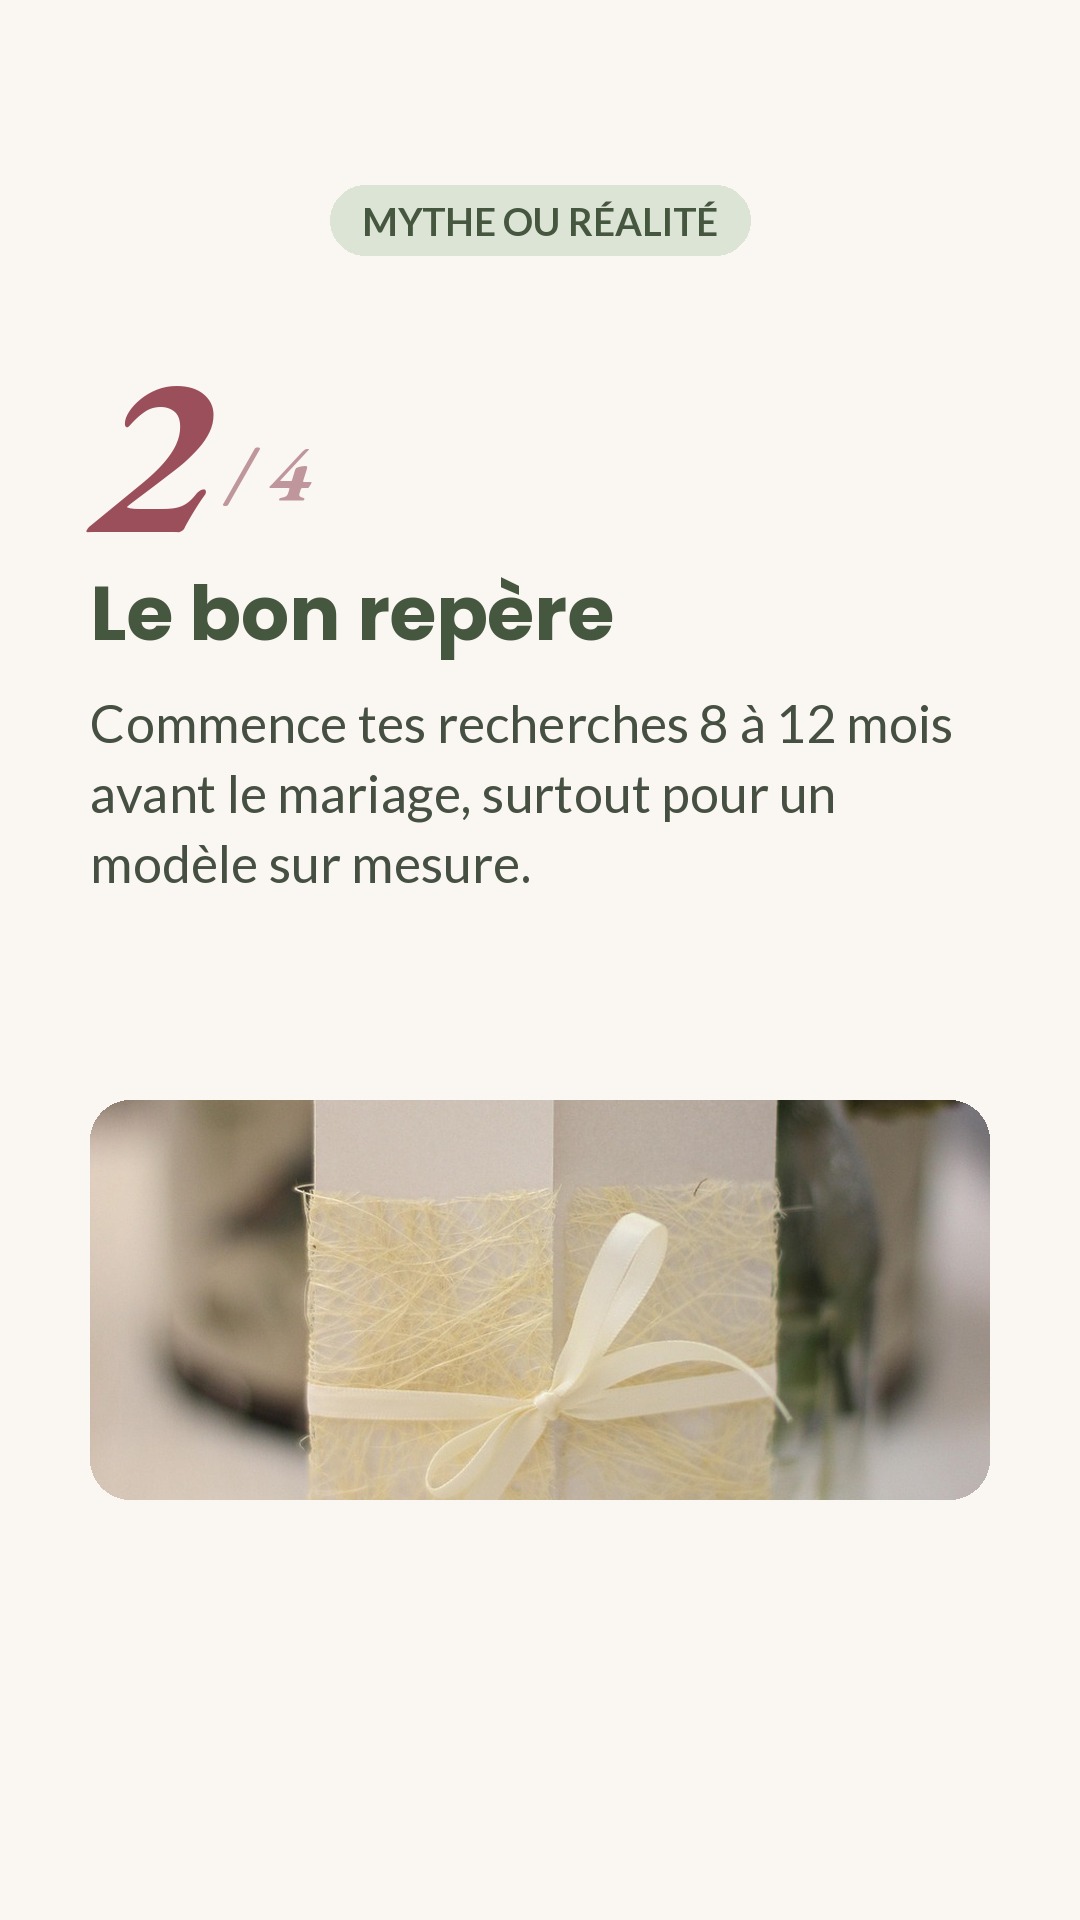 MYTHE OU RÉALITÉ
2 / 4
Le bon repère
Commence tes recherches 8 à 12 mois
avant le mariage, surtout pour un
modèle sur mesure.